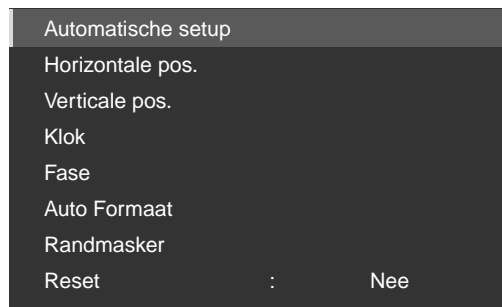 Automatische setup
Horizontale pos.
Verticale pos.
Klok
Fase
Auto Formaat
Randmasker
Reset : Nee